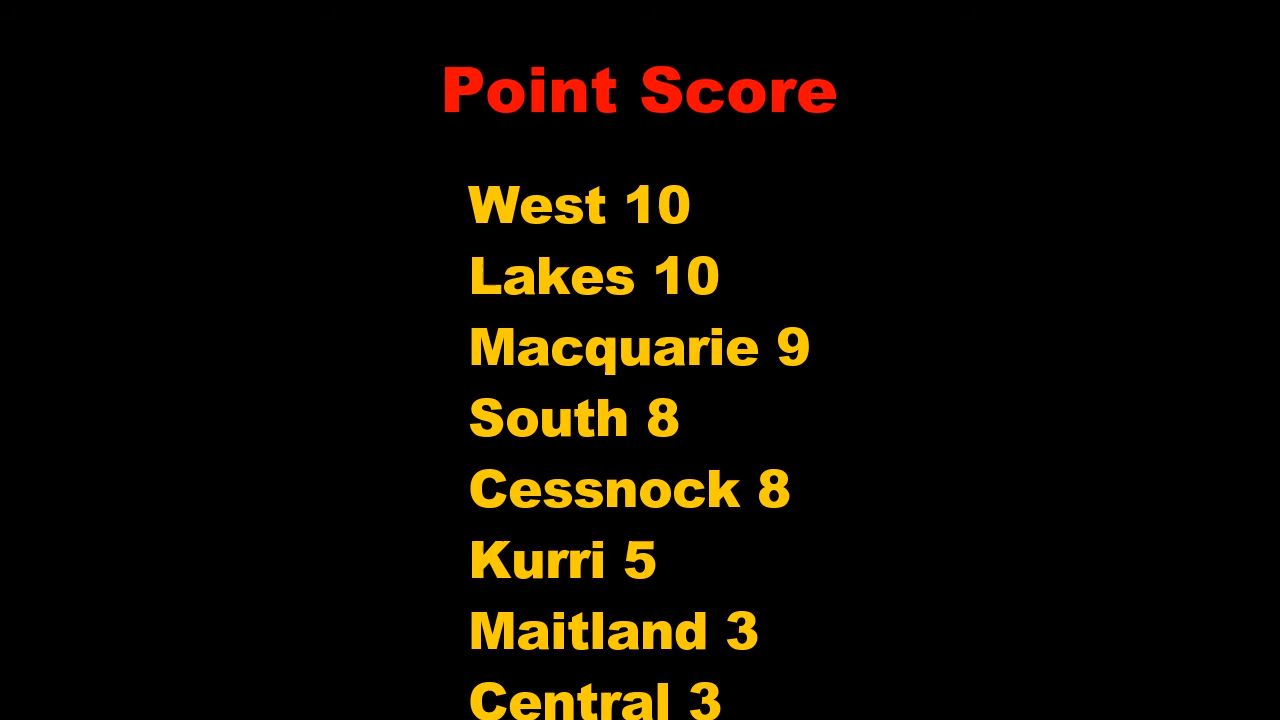 Point Score
West 10
Lakes 10
Macquarie 9
South 8
Cessnock 8
Kurri 5
Maitland 3
Central 3